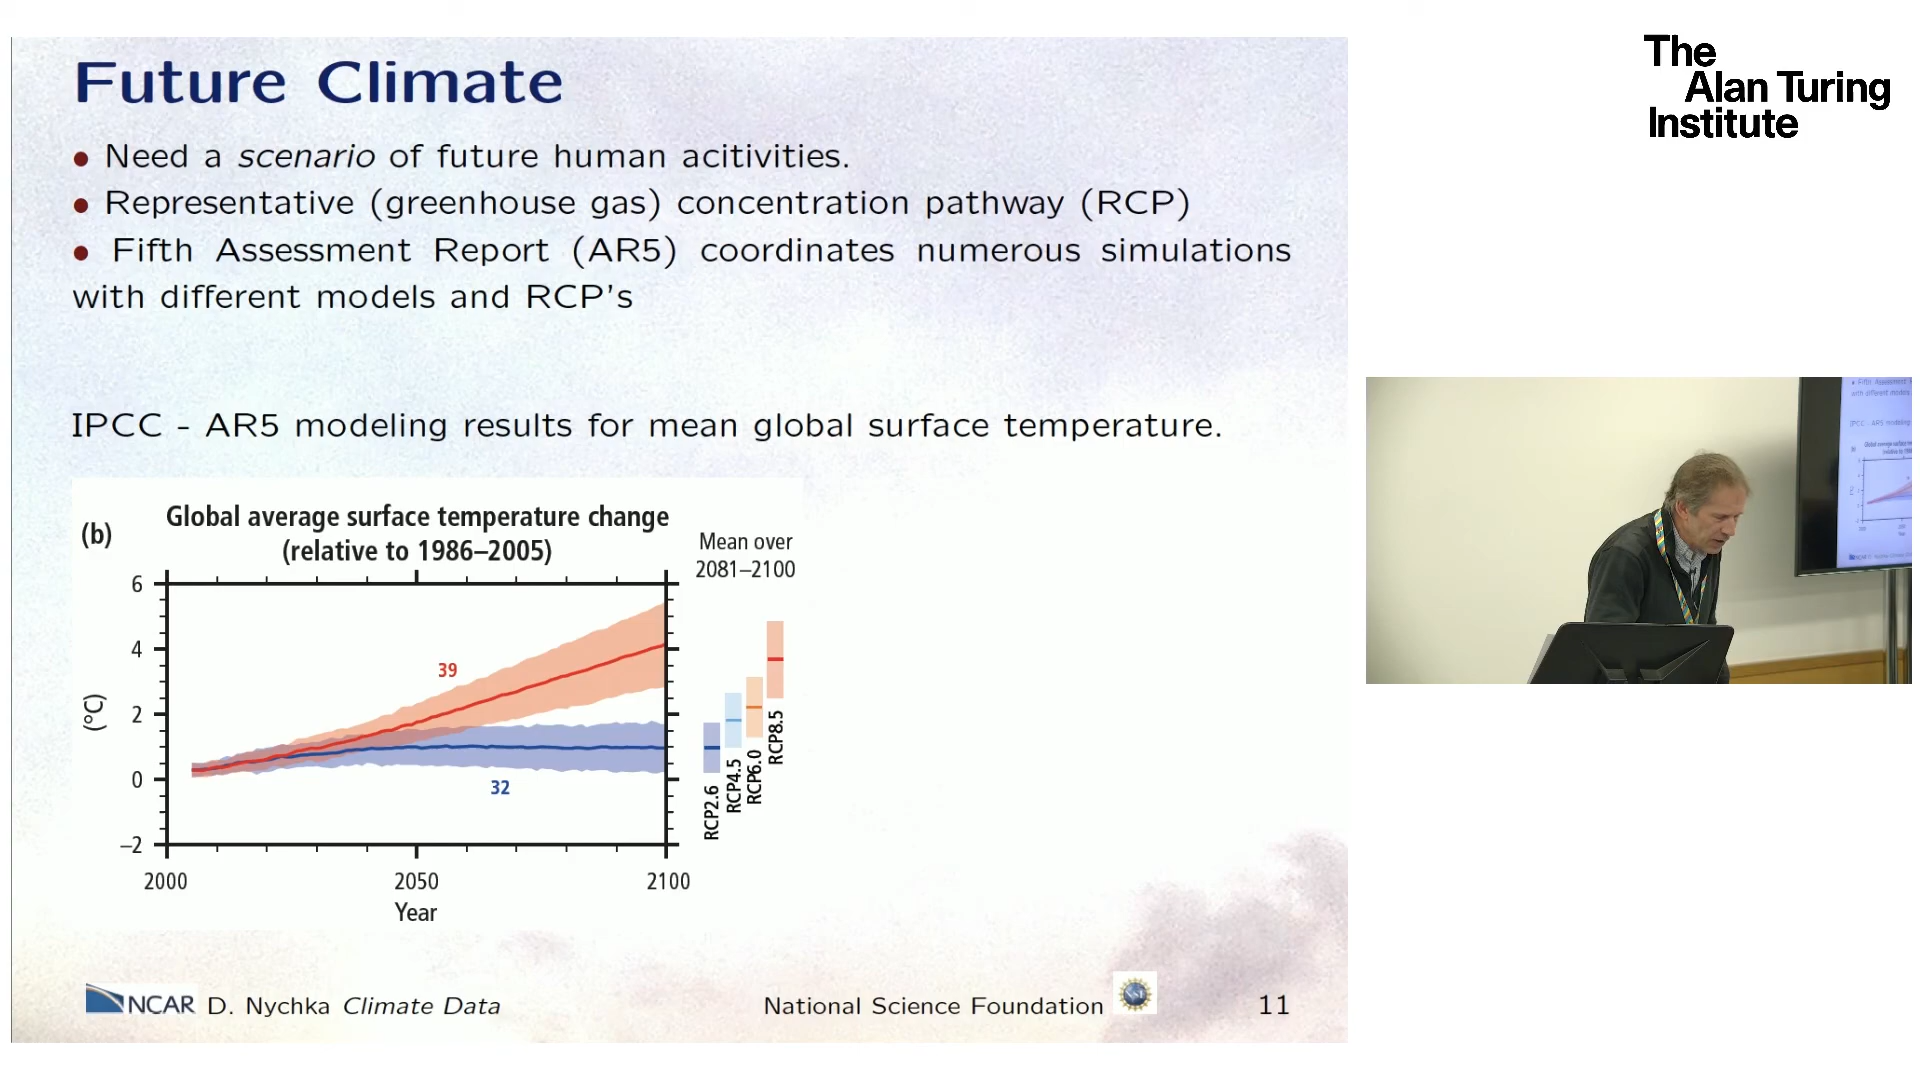 Future Climate
• Need a scenario of future human acitivities.
• Representative (greenhouse gas) concentration pathway (RCP)
• Fifth Assessment Report (AR5) coordinates numerous simulations
with different models and RCP's
IPCC - AR5 modeling results for mean global surface temperature.
(b)
Global average surface temperature change
(relative to 1986–2005)
Mean over
2081–2100
6
4
2
0
–2
(°C)
39
32
2000
2050
2100
Year
RCP2.6
RCP4.5
RCP6.0
RCP8.5
NCAR D. Nychka Climate Data
National Science Foundation
11
The
Alan Turing
Institute